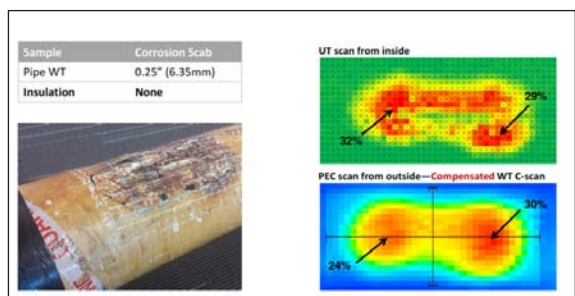 Sample Corrosion Scab
Pipe WT 0.25" (6.35mm)
Insulation None
UT scan from inside
29%
32%
PEC scan from outside—Compensated WT C-scan
30%
24%